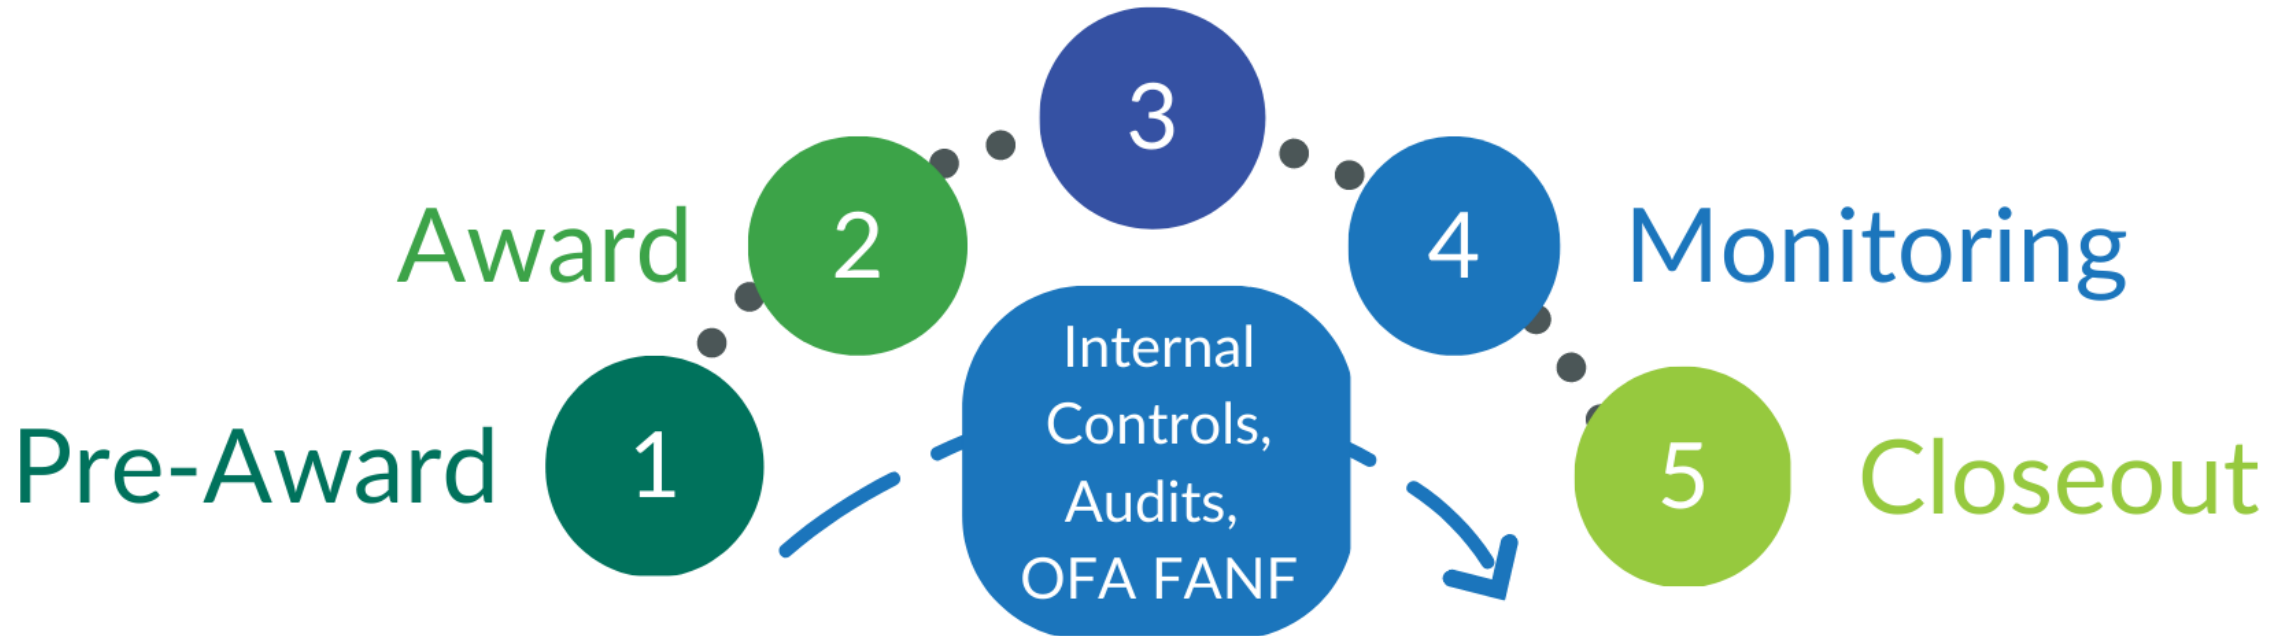 3
Award 2
4 Monitoring
Internal
Controls,
Audits,
OFA FANF
Pre-Award 1
5 Closeout